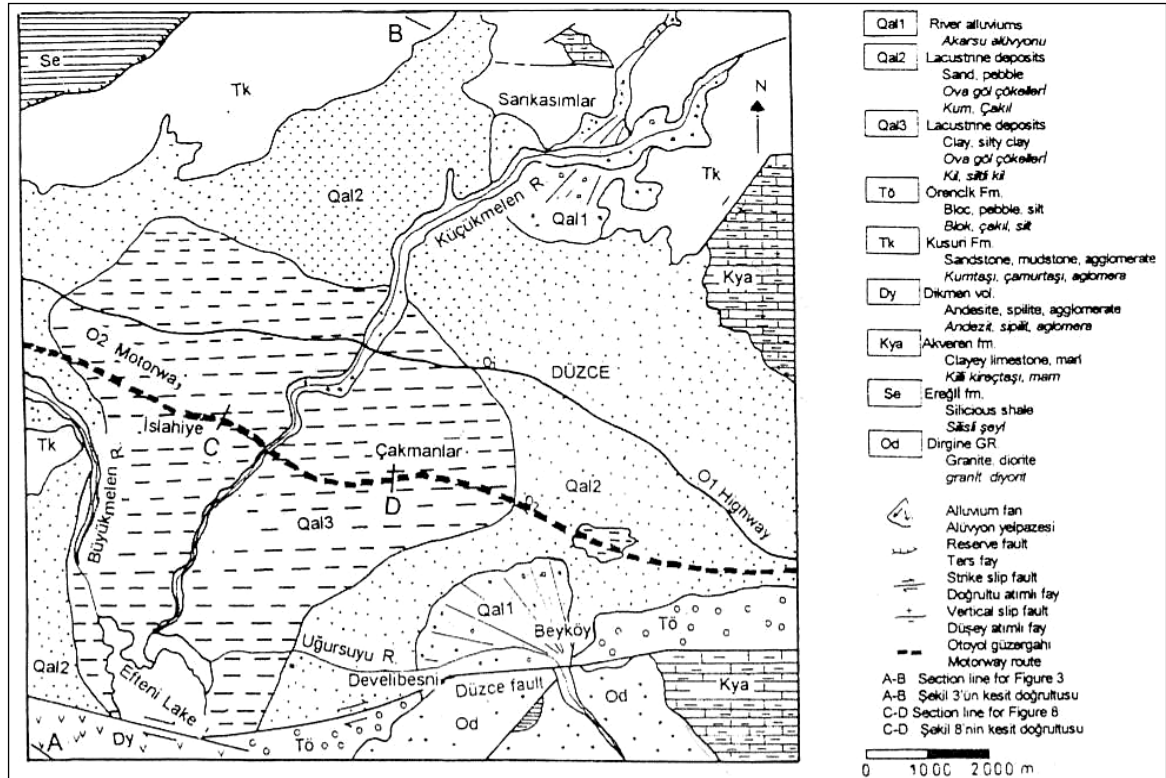 B
Se
Tk
Sarıkasımlar
N
Tk
Qal2
Küçükmelen R.
Qal1
Kya
O2 Motorwa
DÜZCE
İslahiye
C
Tk
Çakmanlar
D
Büyükmelen R.
Qal3
Qal2
O1 Highway
Qal1
Beyköy
Tö
Uğursuyu R.
Qal2
Develibesni
Efteni Lake
Düzce fault
Od
Kya
A
Dy
Tö
Od
Qal1 River alluviums
Akarsu alüvyonu
Qal2 Lacustrine deposits
Sand, pebble
Ova göl çökelleri
Kum, Çakıl
Qal3 Lacustrine deposits
Clay, silty clay
Ova göl çökelleri
Kil, siltli kil
Tö Örencik Fm.
Bloc, pebble, silt
Blok, çakıl, silt
Tk Kusuri Fm.
Sandstone, mudstone, agglomerate
Kumtaşı, çamurtaşı, aglomera
Dy Dikmen vol.
Andesite, spilite, agglomerate
Andezit, spilit, aglomera
Kya Akveren fm.
Clayey limestone, marl
Killi kireçtaşı, marn
Se Ereğli fm.
Silicious shale
Silisli şeyl
Od Dirgine GR.
Granite, diorite
granit diyorit
Alluvium fan
Alüvyon yelpazesi
Reserve fault
Ters fay
Strike slip fault
Doğrultu atımlı fay
Vertical slip fault
Düşey atımlı fay
Otoyol güzergahı
Motorway route
A-B Section line for Figure 3
A-B Şekil 3'ün kesit doğrultusu
C-D Section line for Figure 8
C-D Şekil 8'nin kesit doğrultusu
0 1000 2000 m